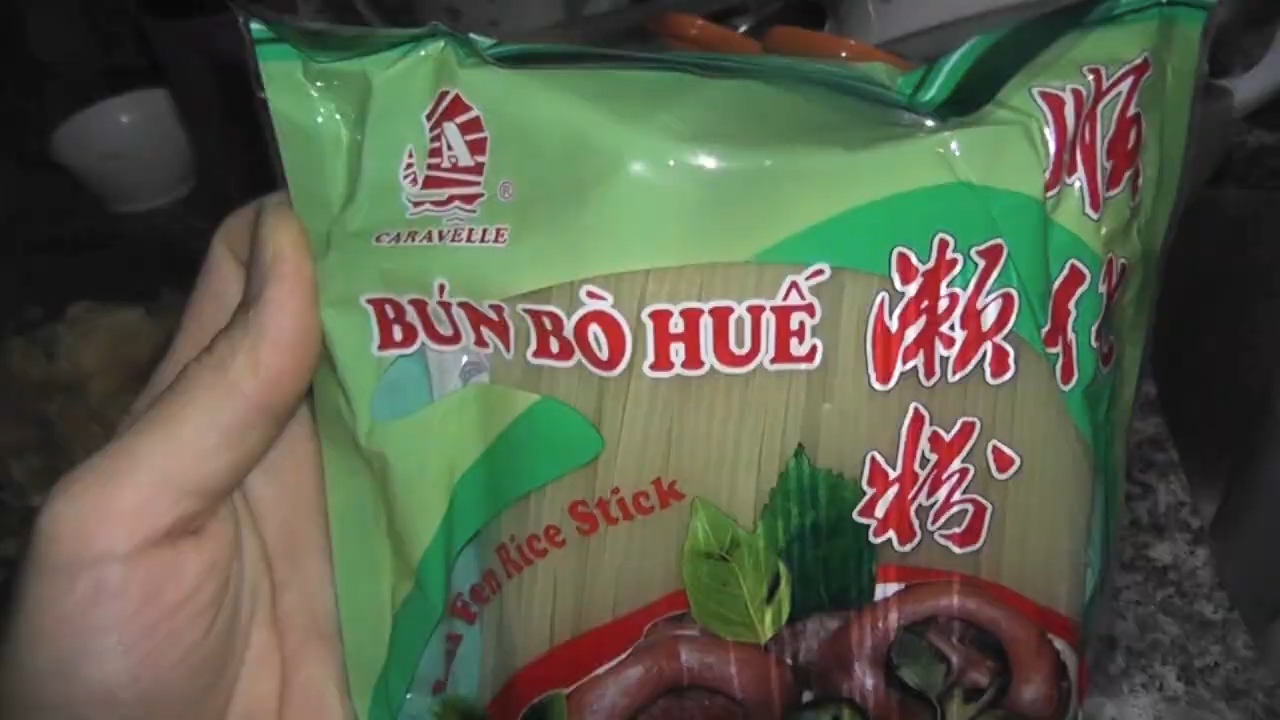 A
®
CARAVELLE
BÚN BÒ HUẾ
順化
瀨粉
Fen Rice Stick